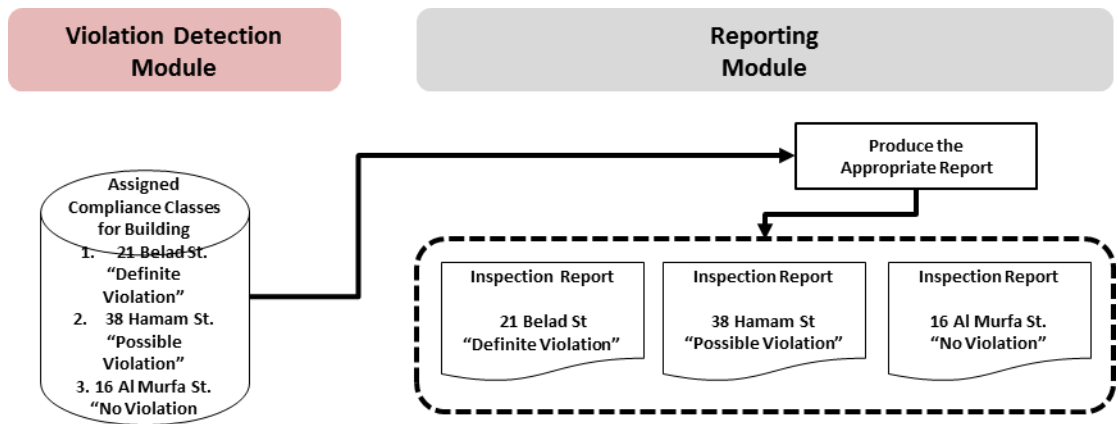 Violation Detection
Module
Reporting
Module
Produce the
Appropriate Report
Assigned
Compliance Classes
for Building
1. 21 Belad St.
“Definite
Violation”
2. 38 Hamam St.
“Possible
Violation”
3. 16 Al Murfa St.
“No Violation
Inspection Report
21 Belad St
“Definite Violation”
Inspection Report
38 Hamam St
“Possible Violation”
Inspection Report
16 Al Murfa St.
“No Violation”